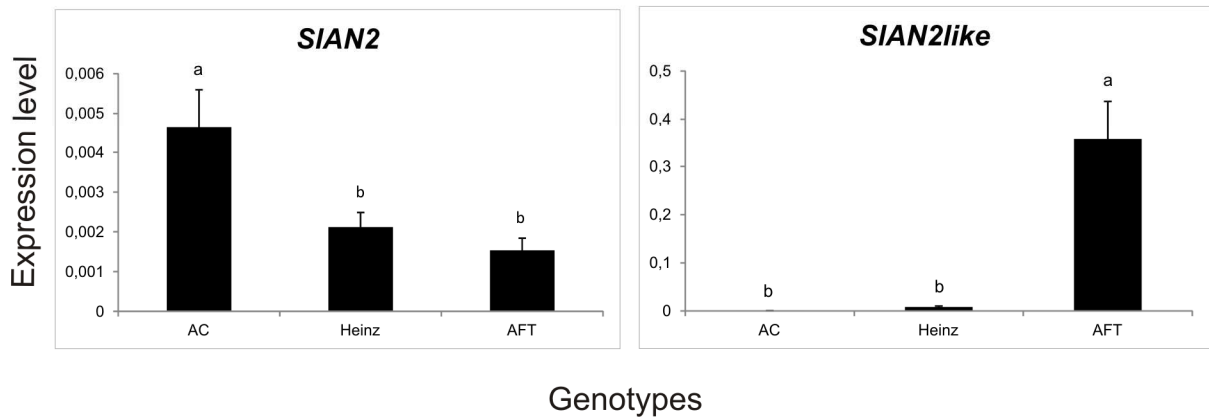 SlAN2
0,006
0,005
0,004
0,003
0,002
0,001
0
a
b
b
AC Heinz AFT
SlAN2like
0,5
0,4
0,3
0,2
0,1
0
b
b
a
AC Heinz AFT
Expression level
Genotypes